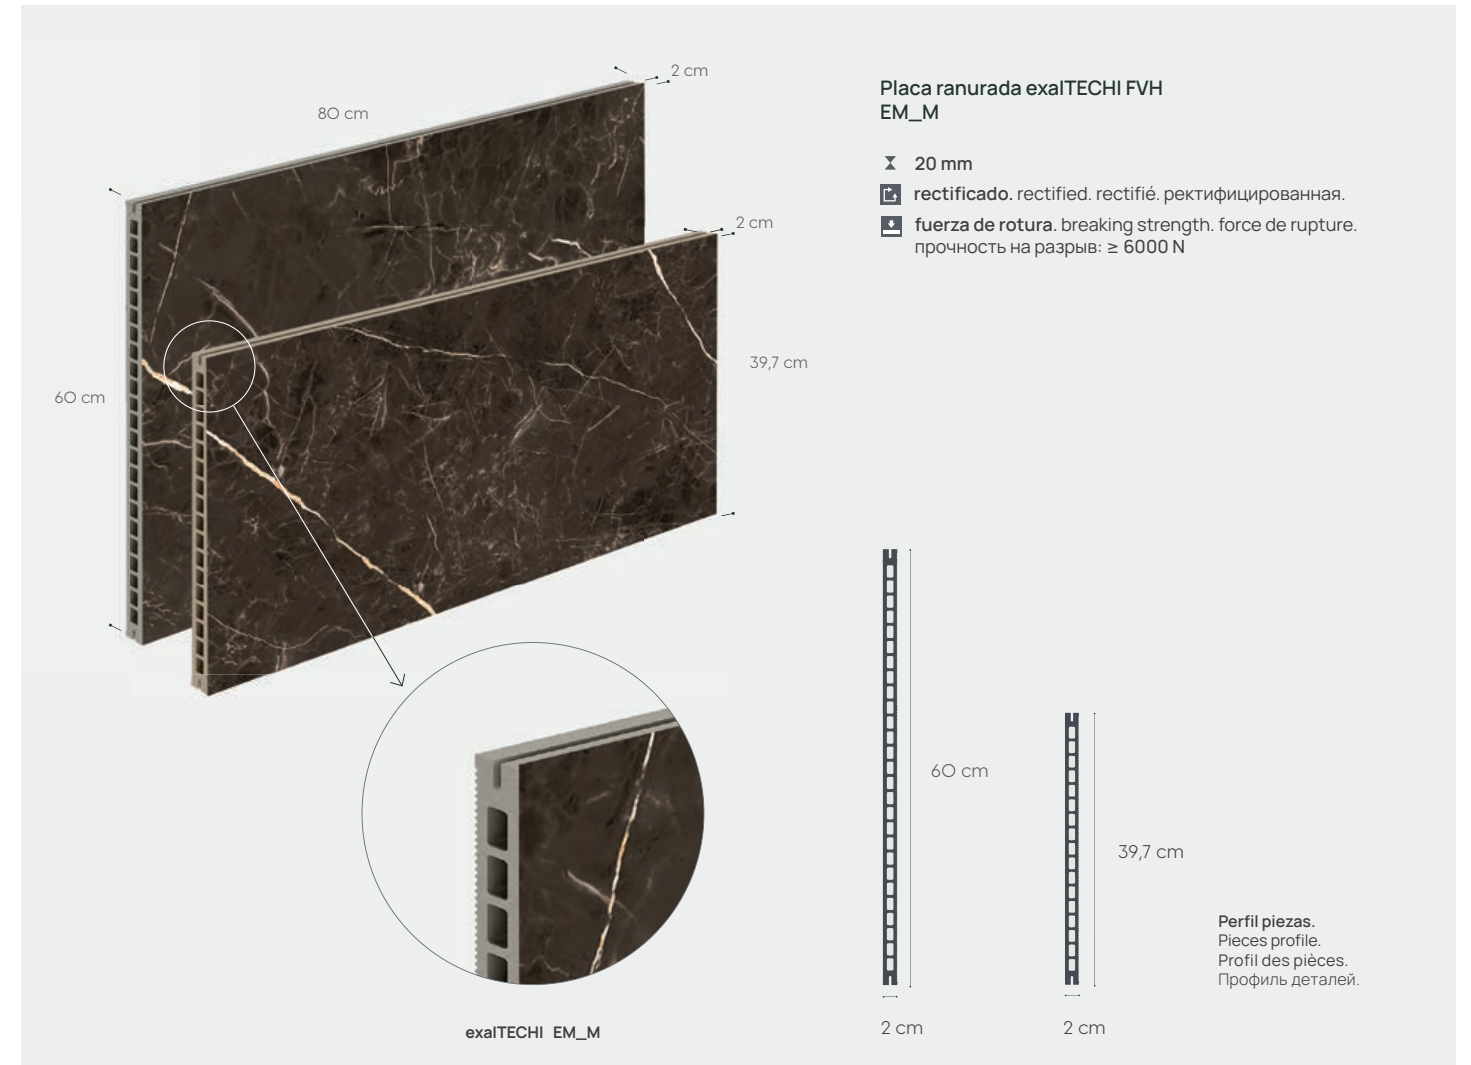 2 cm
80 cm
2 cm
39,7 cm
60 cm
exalTECHI EM_M
Placa ranurada exalTECHI FVH
EM_M
20 mm
rectificado. rectified. rectifié. ректифицированная.
fuerza de rotura. breaking strength. force de rupture.
прочность на разрыв: ≥ 6000 N
60 cm
39,7 cm
2 cm
2 cm
Perfil piezas.
Pieces profile.
Profil des pièces.
Профиль деталей.